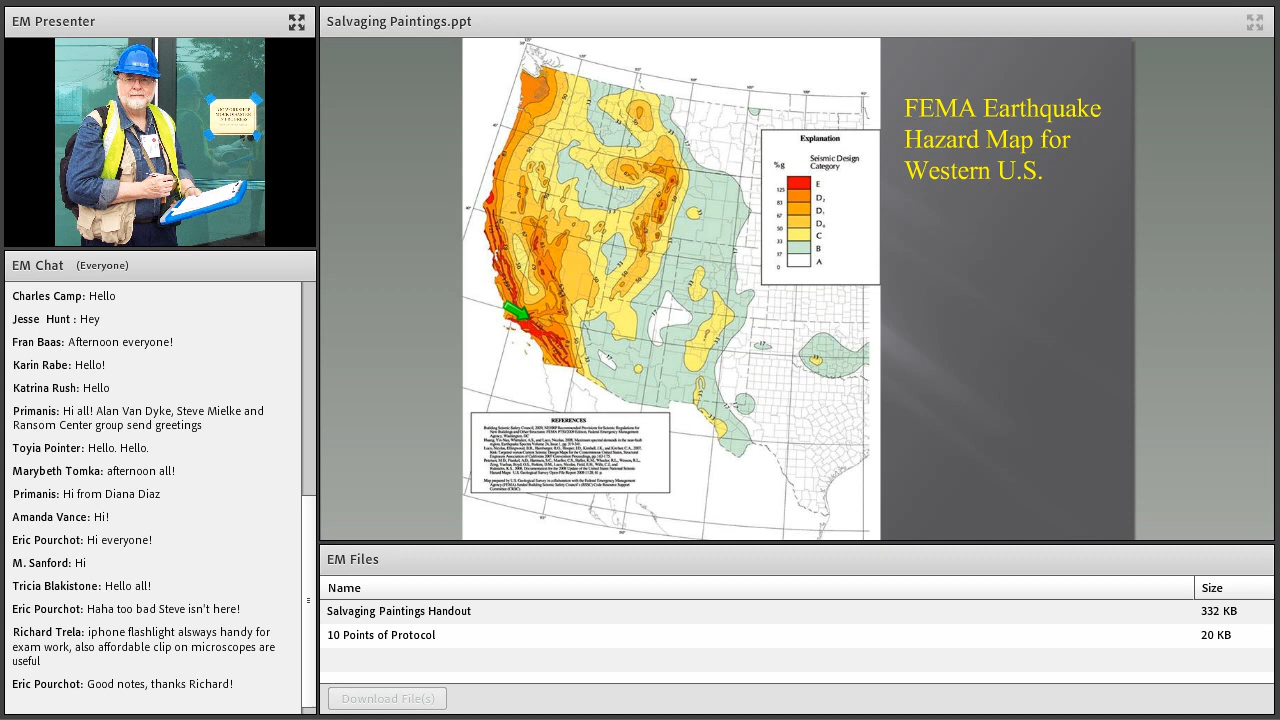 EM Presenter
EM Chat (Everyone)
Charles Camp: Hello
Jesse Hunt : Hey
Fran Baas: Afternoon everyone!
Karin Rabe: Hello!
Katrina Rush: Hello
Primanis: Hi all! Alan Van Dyke, Steve Mielke and
Ransom Center group send greetings
Toyia Pointer: Hello. Hello.
Marybeth Tomka: afternoon all!
Primanis: Hi from Diana Diaz
Amanda Vance: Hi!
Eric Pourchot: Hi everyone!
M. Sanford: Hi
Tricia Blakistone: Hello all!
Eric Pourchot: Haha too bad Steve isn't here!
Richard Trela: iphone flashlight alsways handy for
exam work, also affordable clip on microscopes are
useful
Eric Pourchot: Good notes, thanks Richard!
Salvaging Paintings.ppt
FEMA Earthquake
Hazard Map for
Western U.S.
Explanation
%g
Seismic Design
Category
E
125
D₂
83
D₁
67
D₀
50
C
33
B
17
A
0
REFERENCES
EM Files
Name Size
Salvaging Paintings Handout 332 KB
10 Points of Protocol 20 KB
Download File(s)